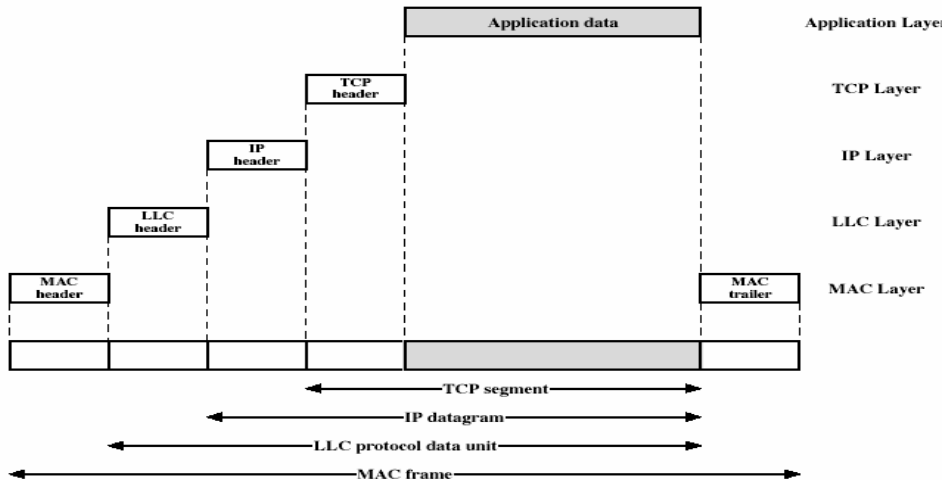 Application data
Application Layer
TCP
header
TCP Layer
IP
header
IP Layer
LLC
header
LLC Layer
MAC
header
MAC
trailer
MAC Layer
TCP segment
IP datagram
LLC protocol data unit
MAC frame